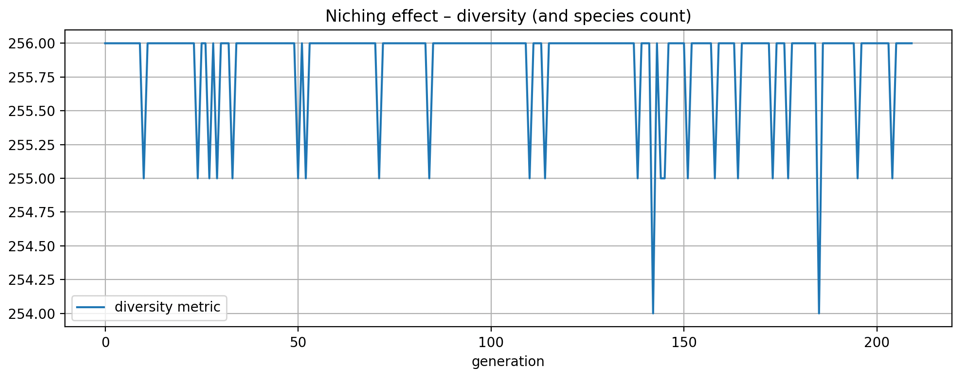 Niching effect – diversity (and species count)
256.00
255.75
255.50
255.25
255.00
254.75
254.50
254.25
254.00
diversity metric
0 50 100 150 200
generation